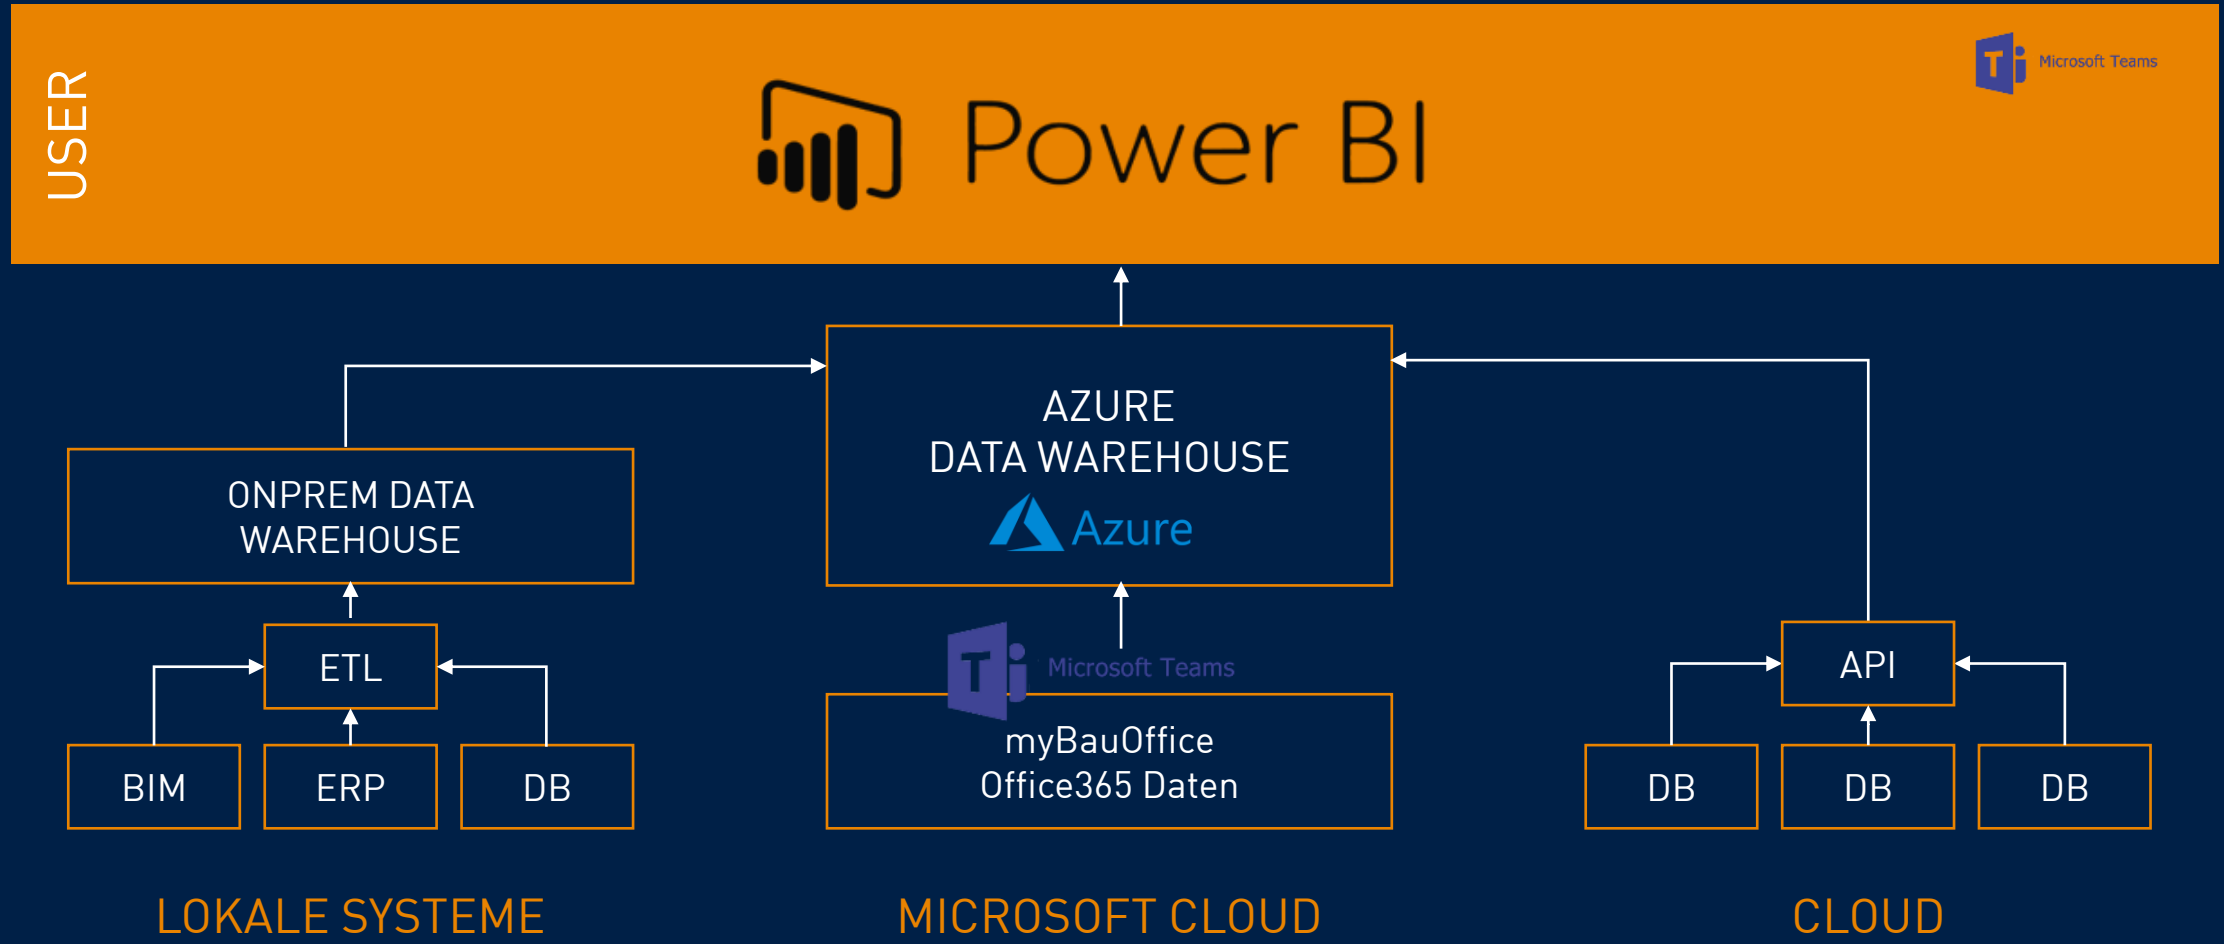 USER
Power BI
Microsoft Teams
AZURE
DATA WAREHOUSE
Azure
ONPREM DATA
WAREHOUSE
ETL
BIM
ERP
DB
Microsoft Teams
myBauOffice
Office365 Daten
API
DB
DB
DB
LOKALE SYSTEME
MICROSOFT CLOUD
CLOUD